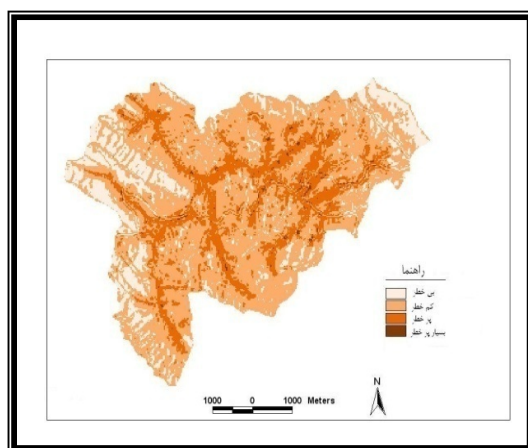 راهنما
بی خطر
کم خطر
پر خطر
بسیار پر خطر
N
1000 0 1000 Meters